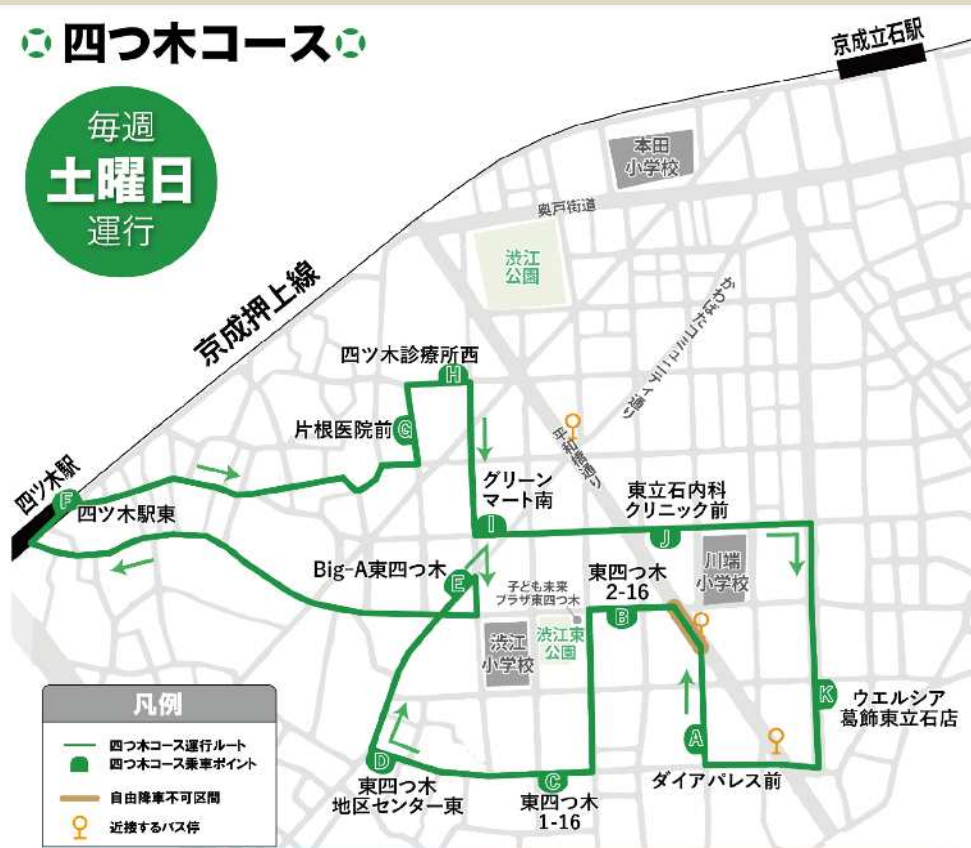 四つ木コース
毎週
土曜日
運行
京成立石駅
本田
小学校
奥戸街道
渋江
公園
京成押上線
かわばたコミュニティ通り
四ツ木診療所西
H
片根医院前
G
平和橋通り
四ツ木駅
F
四ツ木駅東
グリーン
マート南
I
東立石内科
クリニック前
J
川端
小学校
Big-A東四つ木
E
子ども未来
プラザ東四つ木
東四つ木
2-16
B
渋江
小学校
渋江東
公園
K
ウエルシア
葛飾東立石店
A
ダイアパレス前
D
東四つ木
地区センター東
C
東四つ木
1-16
凡例
四つ木コース運行ルート
四つ木コース乗車ポイント
自由降車不可区間
近接するバス停